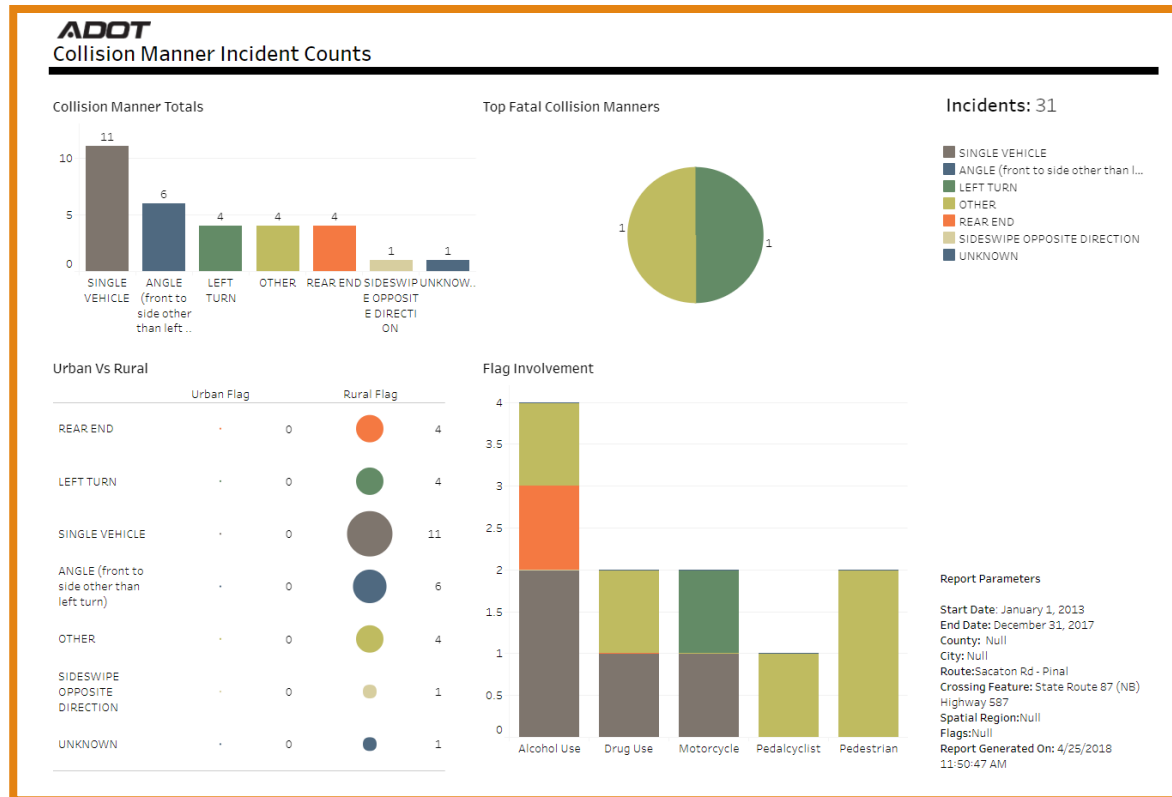 ADOT
Collision Manner Incident Counts
Collision Manner Totals
11
10
6
5
4
4
4
1
1
0
SINGLE
VEHICLE
ANGLE
(front to
side other
than left ..
LEFT
TURN
OTHER
REAR END
SIDESWIP
E OPPOSIT
E DIRECTI
ON
UNKNOW..
Top Fatal Collision Manners
1
1
Incidents: 31
SINGLE VEHICLE
ANGLE (front to side other than l...
LEFT TURN
OTHER
REAR END
SIDESWIPE OPPOSITE DIRECTION
UNKNOWN
Urban Vs Rural
Urban Flag Rural Flag
REAR END 0 4
LEFT TURN 0 4
SINGLE VEHICLE 0 11
ANGLE (front to
side other than 0 6
left turn)
OTHER 0 4
SIDESWIPE
OPPOSITE 0 1
DIRECTION
UNKNOWN 0 1
Flag Involvement
4
3.5
3
2.5
2
1.5
1
0.5
0
Alcohol Use Drug Use Motorcycle Pedalcyclist Pedestrian
Report Parameters
Start Date: January 1, 2013
End Date: December 31, 2017
County: Null
City: Null
Route:Sacaton Rd - Pinal
Crossing Feature: State Route 87 (NB)
Highway 587
Spatial Region:Null
Flags:Null
Report Generated On: 4/25/2018
11:50:47 AM